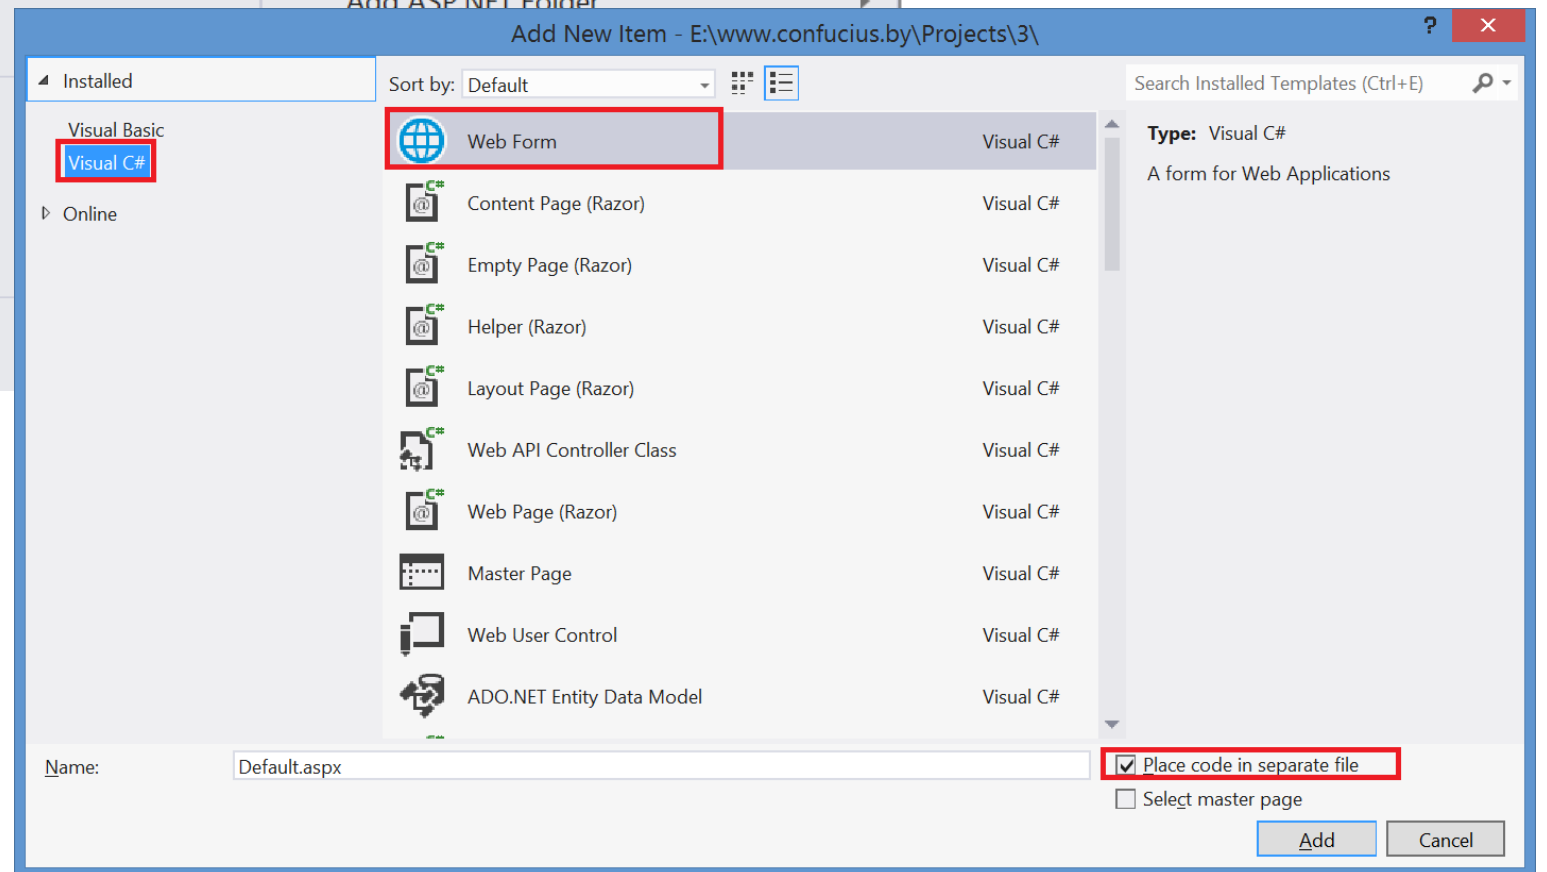 Add ASP.NET Folder
Add New Item - E:\www.confucius.by\Projects\3\
?
Installed
Sort by: Default
Search Installed Templates (Ctrl+E)
Visual Basic
Visual C#
Online
Web Form Visual C#
Content Page (Razor) Visual C#
Empty Page (Razor) Visual C#
Helper (Razor) Visual C#
Layout Page (Razor) Visual C#
Web API Controller Class Visual C#
Web Page (Razor) Visual C#
Master Page Visual C#
Web User Control Visual C#
ADO.NET Entity Data Model Visual C#
Type: Visual C#
A form for Web Applications
Name: Default.aspx
Place code in separate file
Select master page
Add Cancel